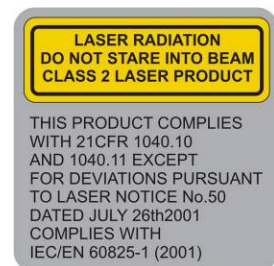 LASER RADIATION
DO NOT STARE INTO BEAM
CLASS 2 LASER PRODUCT
THIS PRODUCT COMPLIES
WITH 21CFR 1040.10
AND 1040.11 EXCEPT
FOR DEVIATIONS PURSUANT
TO LASER NOTICE No.50
DATED JULY 26th2001
COMPLIES WITH
IEC/EN 60825-1 (2001)